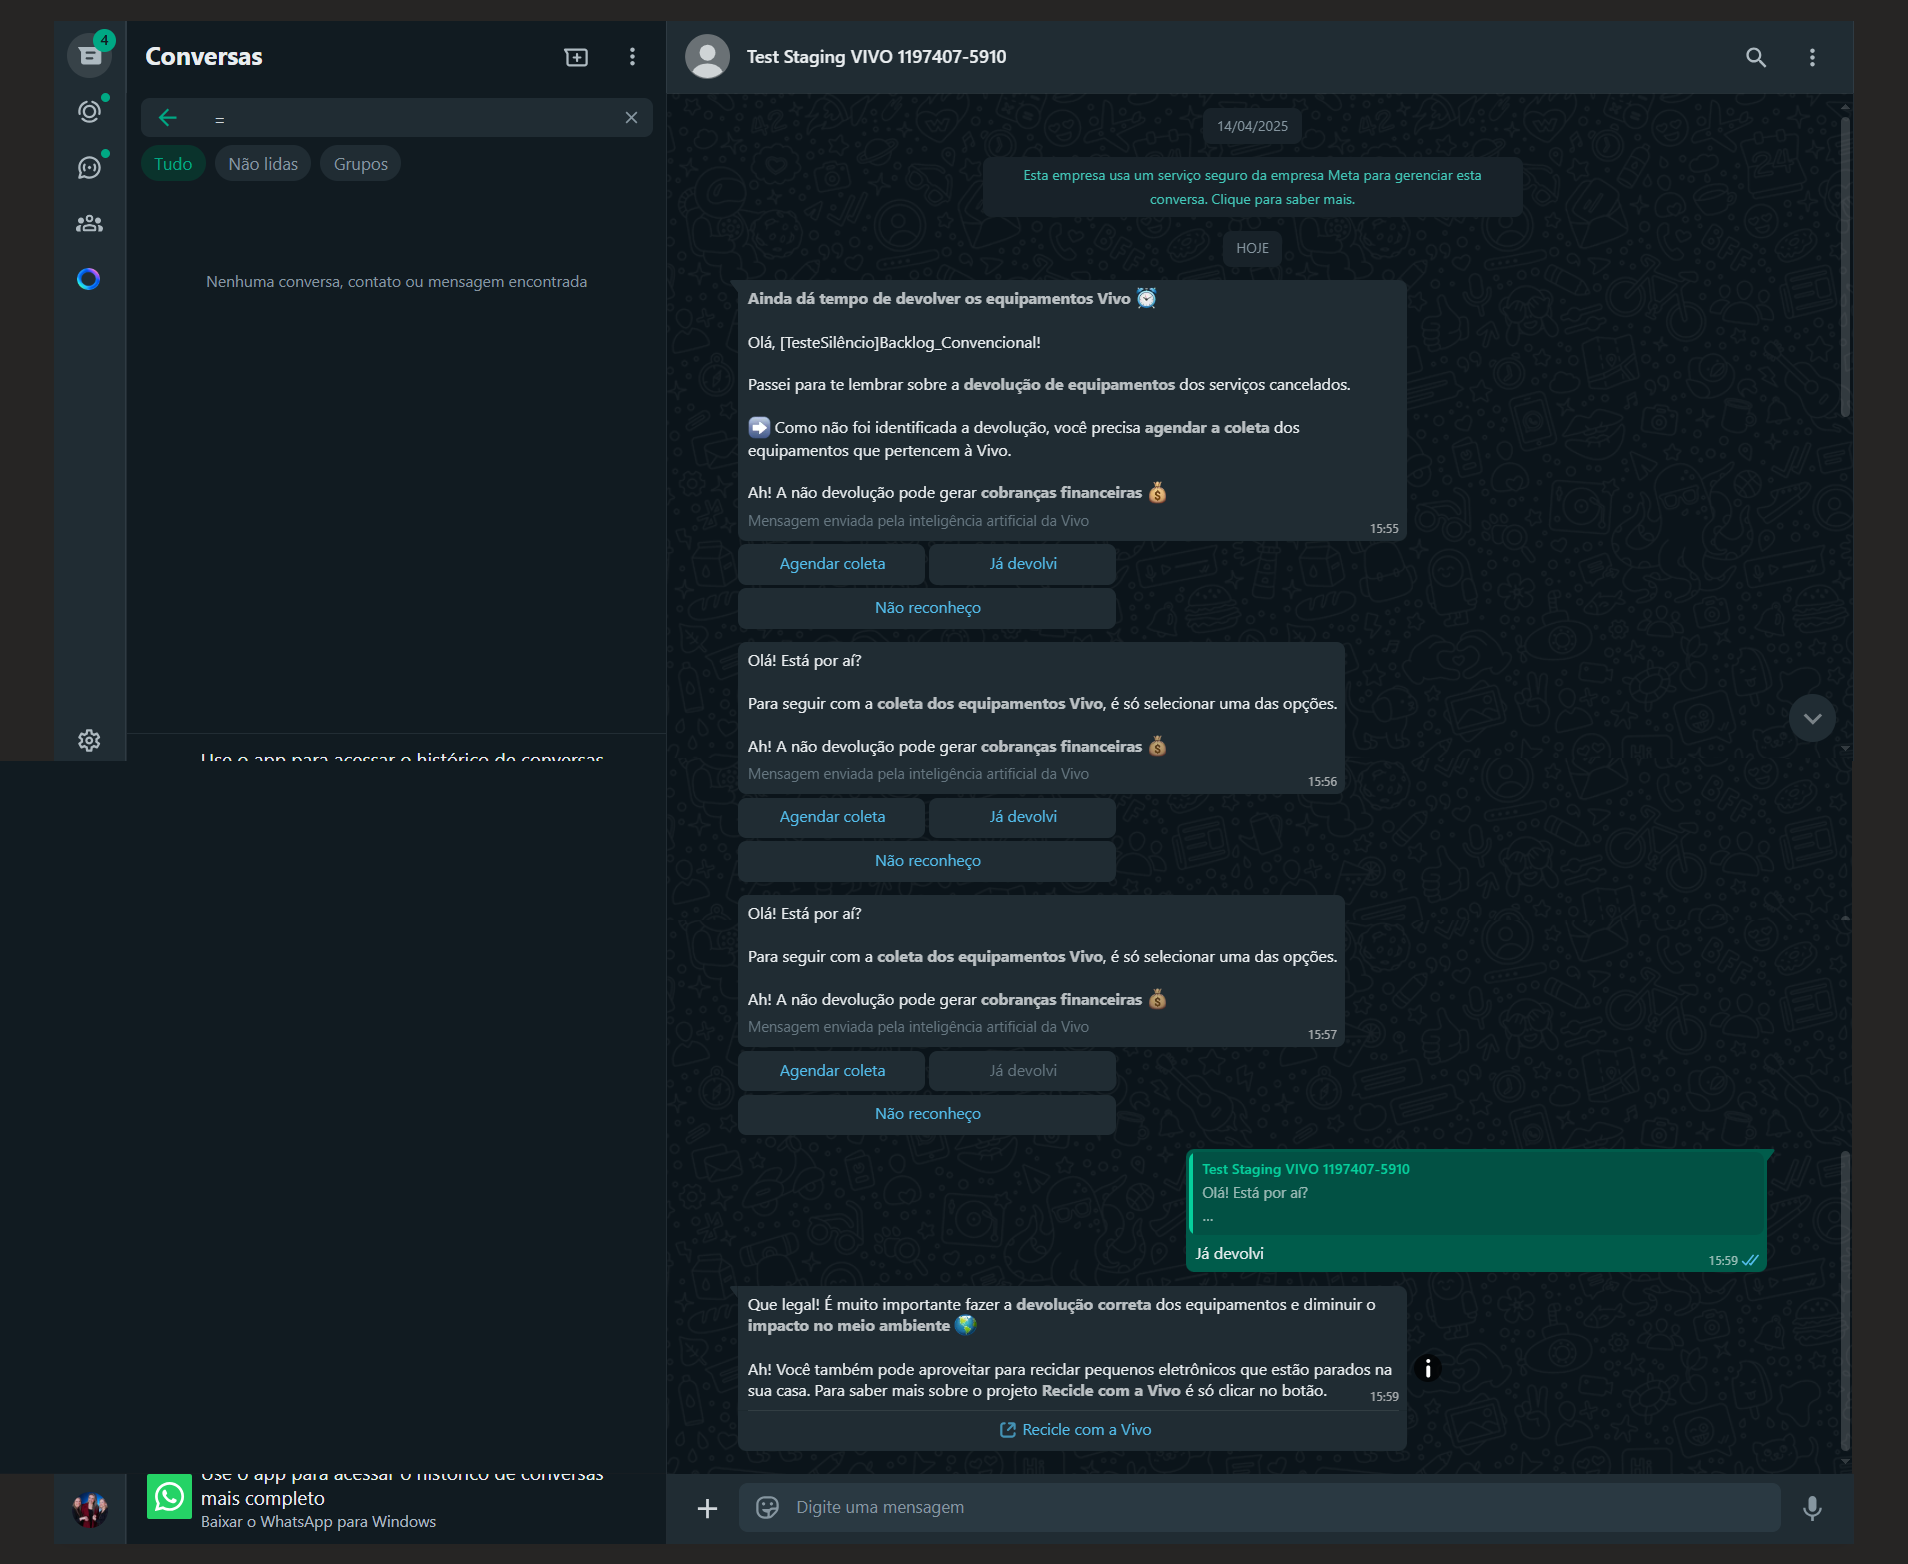 4
Conversas
=
Tudo
Não lidas
Grupos
Nenhuma conversa, contato ou mensagem encontrada
Use o app para acessar o histórico de conversas
Use o app para acessar o histórico de conversas
mais completo
Baixar o WhatsApp para Windows
Test Staging VIVO 1197407-5910
14/04/2025
Esta empresa usa um serviço seguro da empresa Meta para gerenciar esta
conversa. Clique para saber mais.
HOJE
Ainda dá tempo de devolver os equipamentos Vivo ⏰
Olá, [TesteSilêncio]Backlog_Convencional!
Passei para te lembrar sobre a devolução de equipamentos dos serviços cancelados.
➡️ Como não foi identificada a devolução, você precisa agendar a coleta dos
equipamentos que pertencem à Vivo.
Ah! A não devolução pode gerar cobranças financeiras 💰
Mensagem enviada pela inteligência artificial da Vivo
15:55
Agendar coleta
Já devolvi
Não reconheço
Olá! Está por aí?
Para seguir com a coleta dos equipamentos Vivo, é só selecionar uma das opções.
Ah! A não devolução pode gerar cobranças financeiras 💰
Mensagem enviada pela inteligência artificial da Vivo
15:56
Agendar coleta
Já devolvi
Não reconheço
Olá! Está por aí?
Para seguir com a coleta dos equipamentos Vivo, é só selecionar uma das opções.
Ah! A não devolução pode gerar cobranças financeiras 💰
Mensagem enviada pela inteligência artificial da Vivo
15:57
Agendar coleta
Já devolvi
Não reconheço
Test Staging VIVO 1197407-5910
Olá! Está por aí?
...
Já devolvi
15:59
Que legal! É muito importante fazer a devolução correta dos equipamentos e diminuir o
impacto no meio ambiente 🌎
Ah! Você também pode aproveitar para reciclar pequenos eletrônicos que estão parados na
sua casa. Para saber mais sobre o projeto Recicle com a Vivo é só clicar no botão.
15:59
Recicle com a Vivo
Digite uma mensagem